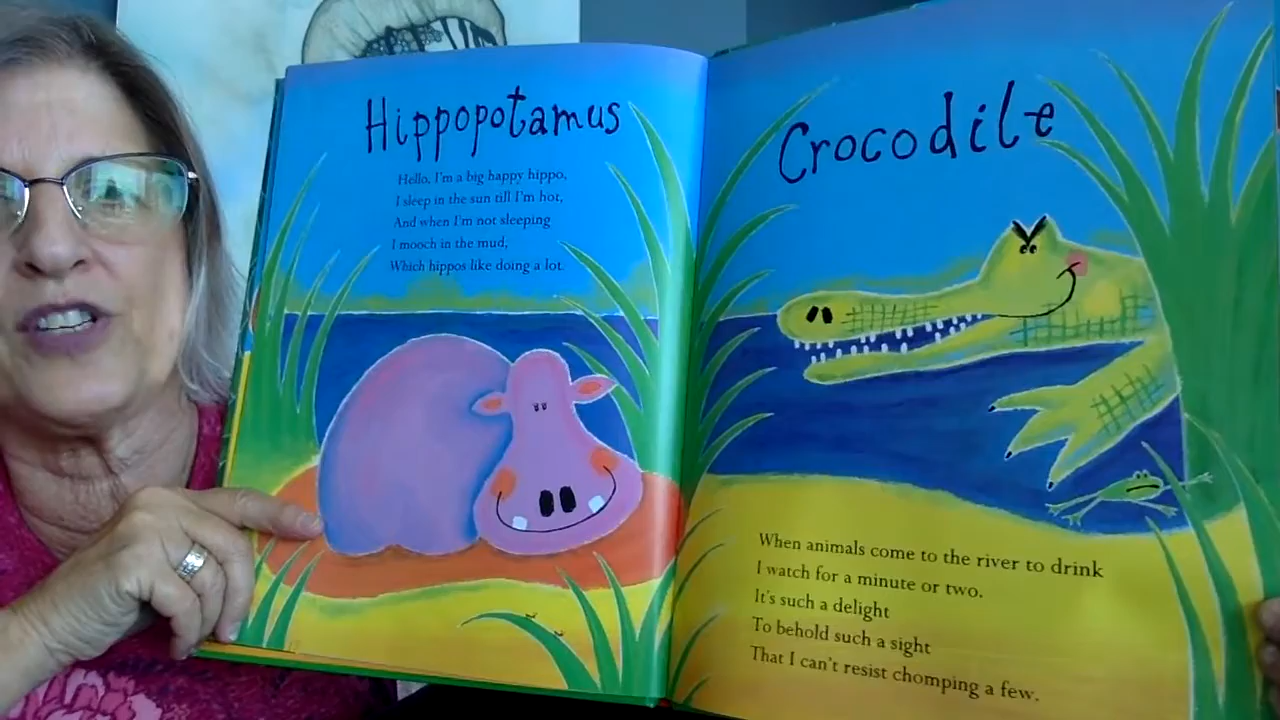 Hippopotamus
Hello, I'm a big happy hippo,
I sleep in the sun till I'm hot,
And when I'm not sleeping
I mooch in the mud,
Which hippos like doing a lot.
Crocodile
When animals come to the river to drink
I watch for a minute or two.
It's such a delight
To behold such a sight
That I can't resist chomping a few.